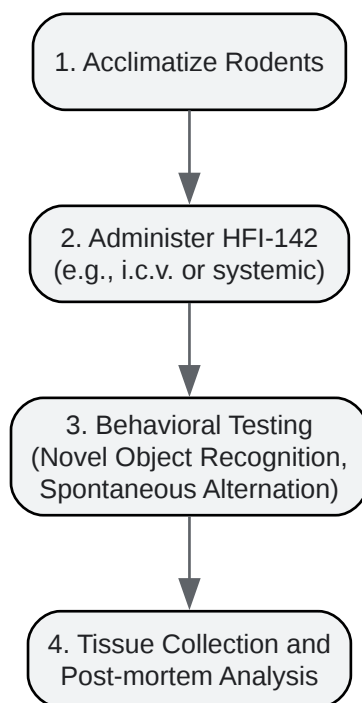 1. Acclimatize Rodents
2. Administer HFI-142
(e.g., i.c.v. or systemic)
3. Behavioral Testing
(Novel Object Recognition,
Spontaneous Alternation)
4. Tissue Collection and
Post-mortem Analysis